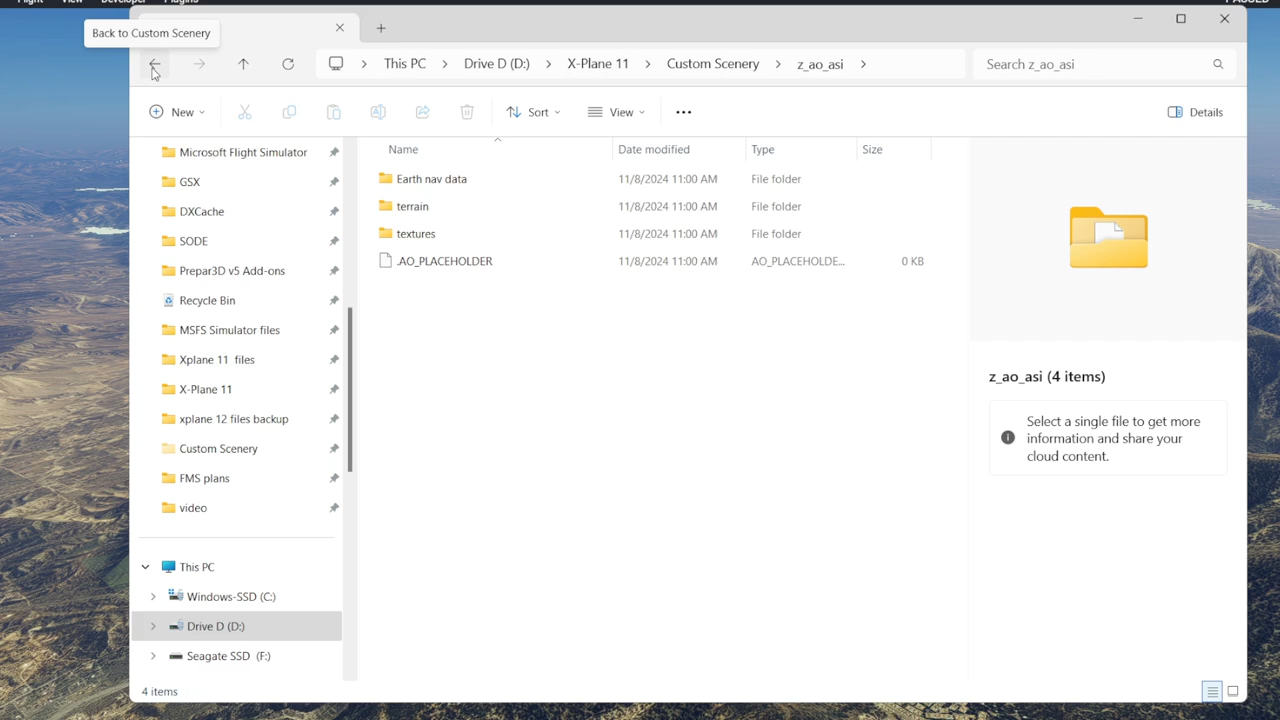 Flight View Developer Plugins PAUSED
Back to Custom Scenery
This PC Drive D (D:) X-Plane 11 Custom Scenery z_ao_asi
Search z_ao_asi
New Sort View Details
Microsoft Flight Simulator
GSX
DXCache
SODE
Prepar3D v5 Add-ons
Recycle Bin
MSFS Simulator files
Xplane 11 files
X-Plane 11
xplane 12 files backup
Custom Scenery
FMS plans
video
This PC
Windows-SSD (C:)
Drive D (D:)
Seagate SSD (F:)
Name Date modified Type Size
Earth nav data 11/8/2024 11:00 AM File folder
terrain 11/8/2024 11:00 AM File folder
textures 11/8/2024 11:00 AM File folder
.AO_PLACEHOLDER 11/8/2024 11:00 AM AO_PLACEHOLDE... 0 KB
z_ao_asi (4 items)
Select a single file to get more
information and share your
cloud content.
4 items